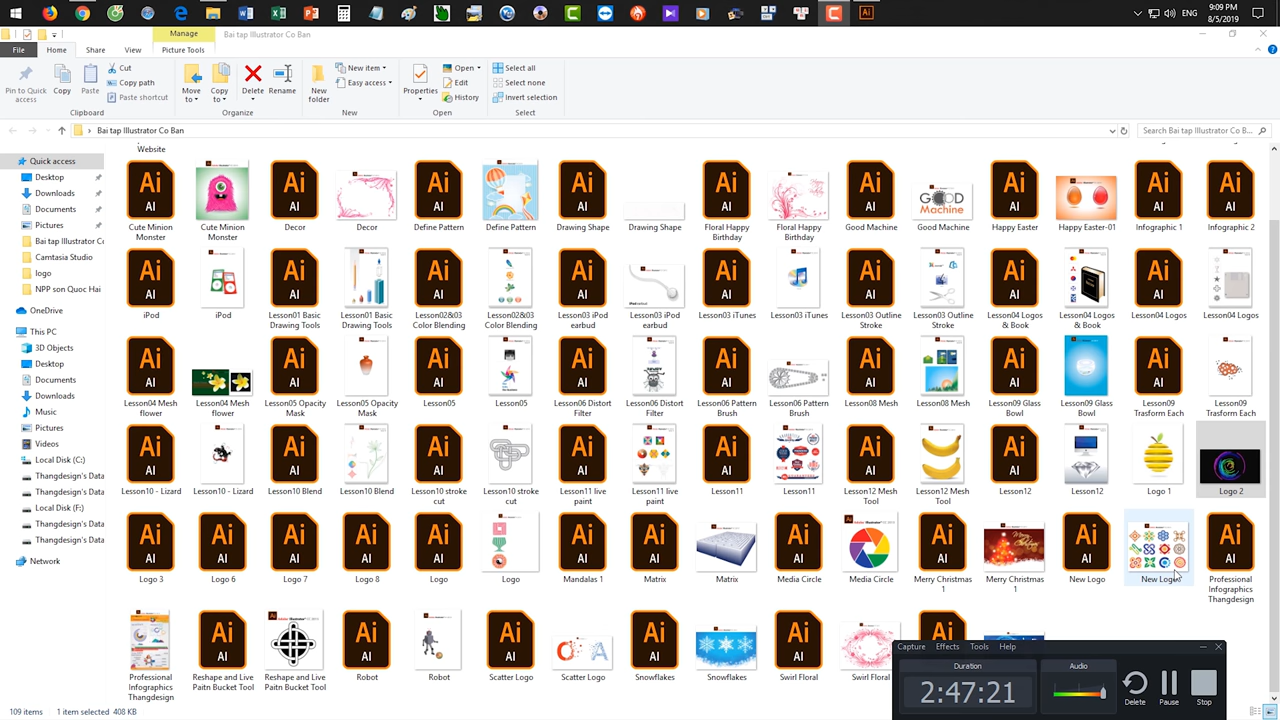 9:09 PM
ENG
8/5/2019
Manage
Bai tap Illustrator Co Ban
File
Home
Share
View
Picture Tools
Pin to Quick access
Copy
Paste
Cut
Copy path
Paste shortcut
Clipboard
Move to
Copy to
Delete
Rename
Organize
New folder
New item
Easy access
New
Properties
Open
Edit
History
Open
Select all
Select none
Invert selection
Select
Bai tap Illustrator Co Ban
Search Bai tap Illustrator Co B...
Quick access
Desktop
Downloads
Documents
Pictures
Bai tap Illustrator Co
Camtasia Studio
logo
NPP son Quoc Hai
OneDrive
This PC
3D Objects
Desktop
Documents
Downloads
Music
Pictures
Videos
Local Disk (C:)
Thangdesign's Data
Thangdesign's Data
Local Disk (F:)
Thangdesign's Data
Thangdesign's Data
Network
Website
Cute Minion Monster
Cute Minion Monster
Decor
Decor
Define Pattern
Define Pattern
Drawing Shape
Drawing Shape
Floral Happy Birthday
Floral Happy Birthday
Good Machine
Good Machine
Happy Easter
Happy Easter-01
Infographic 1
Infographic 2
iPod
iPod
Lesson01 Basic Drawing Tools
Lesson01 Basic Drawing Tools
Lesson02&03 Color Blending
Lesson02&03 Color Blending
Lesson03 iPod earbud
Lesson03 iPod earbud
Lesson03 iTunes
Lesson03 iTunes
Lesson03 Outline Stroke
Lesson03 Outline Stroke
Lesson04 Logos & Book
Lesson04 Logos & Book
Lesson04 Logos
Lesson04 Logos
Lesson04 Mesh flower
Lesson04 Mesh flower
Lesson05 Opacity Mask
Lesson05 Opacity Mask
Lesson05
Lesson05
Lesson06 Distort Filter
Lesson06 Distort Filter
Lesson06 Pattern Brush
Lesson06 Pattern Brush
Lesson08 Mesh
Lesson08 Mesh
Lesson09 Glass Bowl
Lesson09 Glass Bowl
Lesson09 Trasform Each
Lesson09 Trasform Each
Lesson10 - Lizard
Lesson10 - Lizard
Lesson10 Blend
Lesson10 Blend
Lesson10 stroke cut
Lesson10 stroke cut
Lesson11 live paint
Lesson11 live paint
Lesson11
Lesson11
Lesson12 Mesh Tool
Lesson12 Mesh Tool
Lesson12
Lesson12
Logo 1
Logo 2
Logo 3
Logo 6
Logo 7
Logo 8
Logo
Logo
Mandalas 1
Matrix
Matrix
Media Circle
Media Circle
Merry Christmas 1
Merry Christmas 1
New Logo
New Logo
Professional Infographics Thangdesign
Professional Infographics Thangdesign
Reshape and Live Paitn Bucket Tool
Reshape and Live Paitn Bucket Tool
Robot
Robot
Scatter Logo
Scatter Logo
Snowflakes
Snowflakes
Swirl Floral
Swirl Floral
Capture
Effects
Tools
Help
Duration
2:47:21
Audio
Delete
Pause
Stop
109 items
1 item selected
408 KB